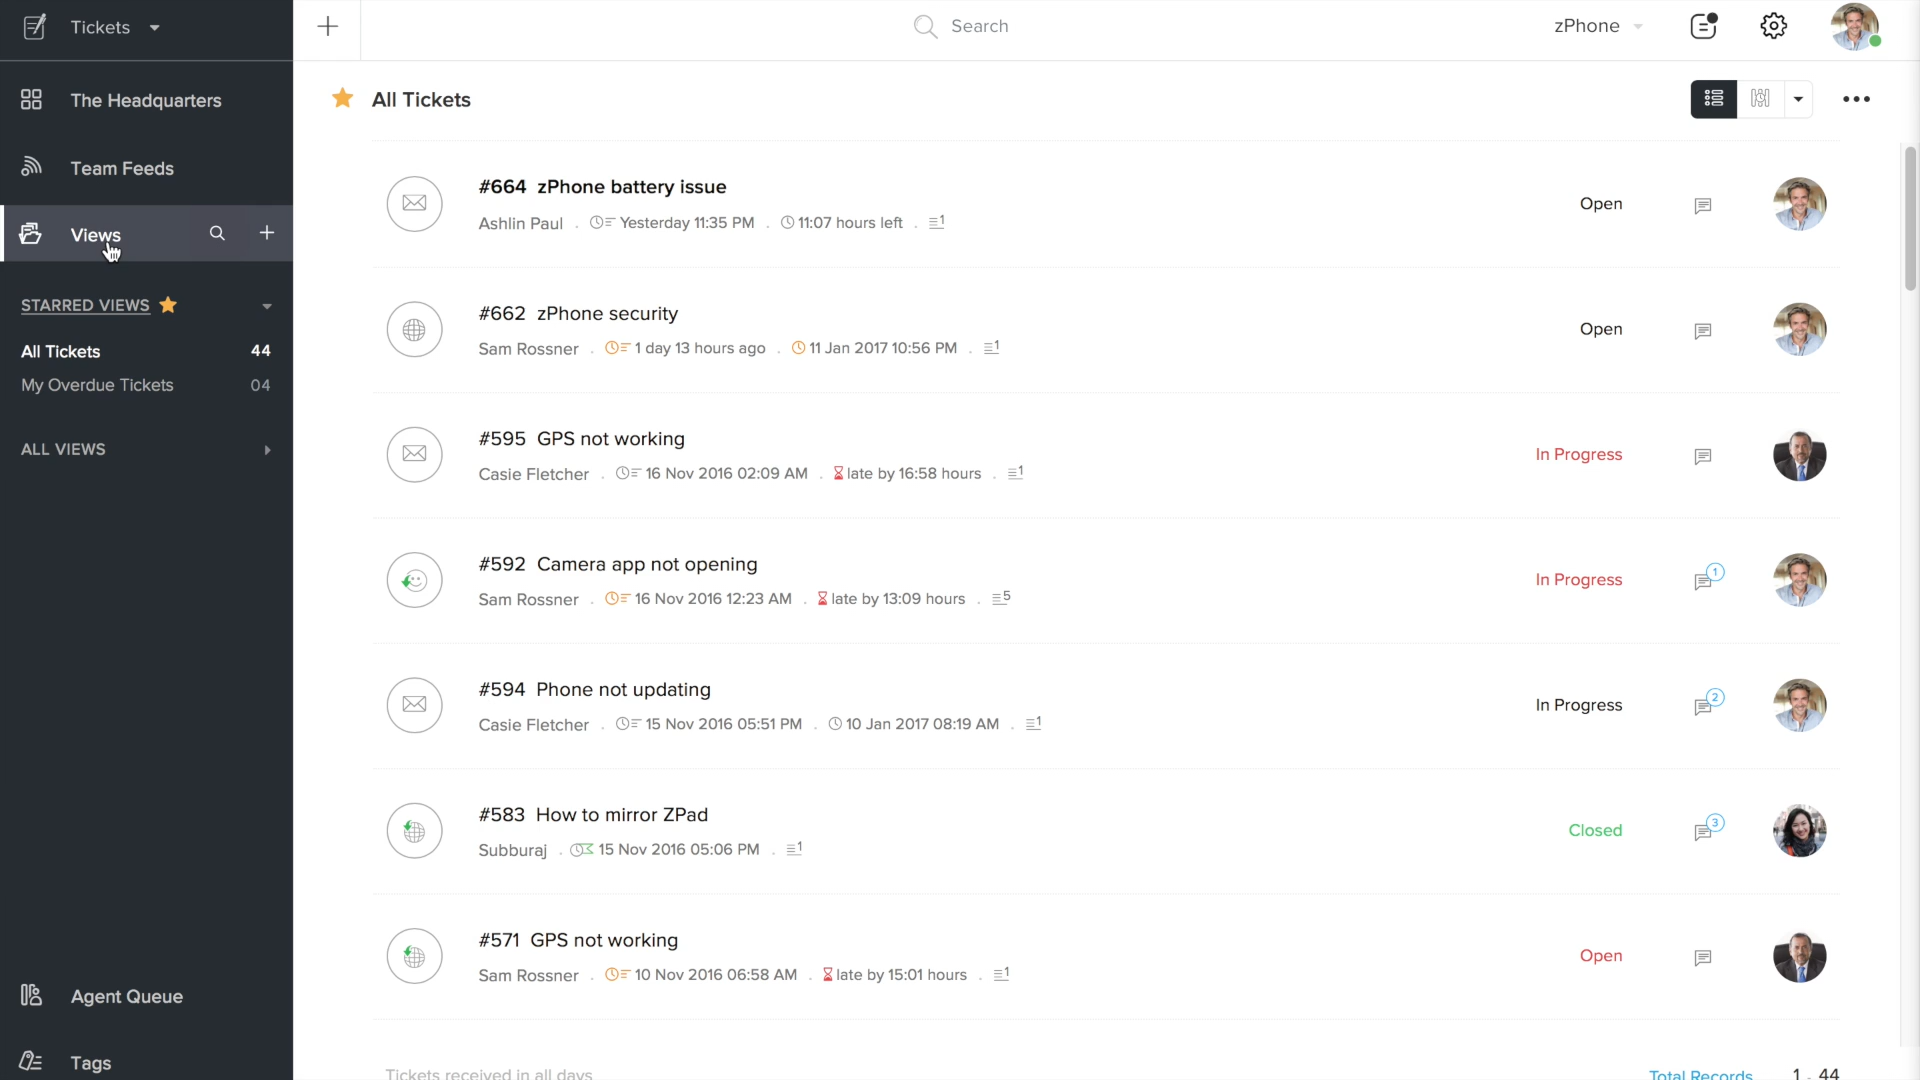 Tickets
Search
zPhone
The Headquarters
Team Feeds
Views
STARRED VIEWS
All Tickets 44
My Overdue Tickets 04
ALL VIEWS
Agent Queue
Tags
All Tickets
#664 zPhone battery issue
Ashlin Paul . Yesterday 11:35 PM . 11:07 hours left . 1
Open
#662 zPhone security
Sam Rossner . 1 day 13 hours ago . 11 Jan 2017 10:56 PM . 1
Open
#595 GPS not working
Casie Fletcher . 16 Nov 2016 02:09 AM . late by 16:58 hours . 1
In Progress
#592 Camera app not opening
Sam Rossner . 16 Nov 2016 12:23 AM . late by 13:09 hours . 5
In Progress 1
#594 Phone not updating
Casie Fletcher . 15 Nov 2016 05:51 PM . 10 Jan 2017 08:19 AM . 1
In Progress 2
#583 How to mirror ZPad
Subburaj . 15 Nov 2016 05:06 PM . 1
Closed 3
#571 GPS not working
Sam Rossner . 10 Nov 2016 06:58 AM . late by 15:01 hours . 1
Open
Tickets received in all days
Total Records 1 - 44